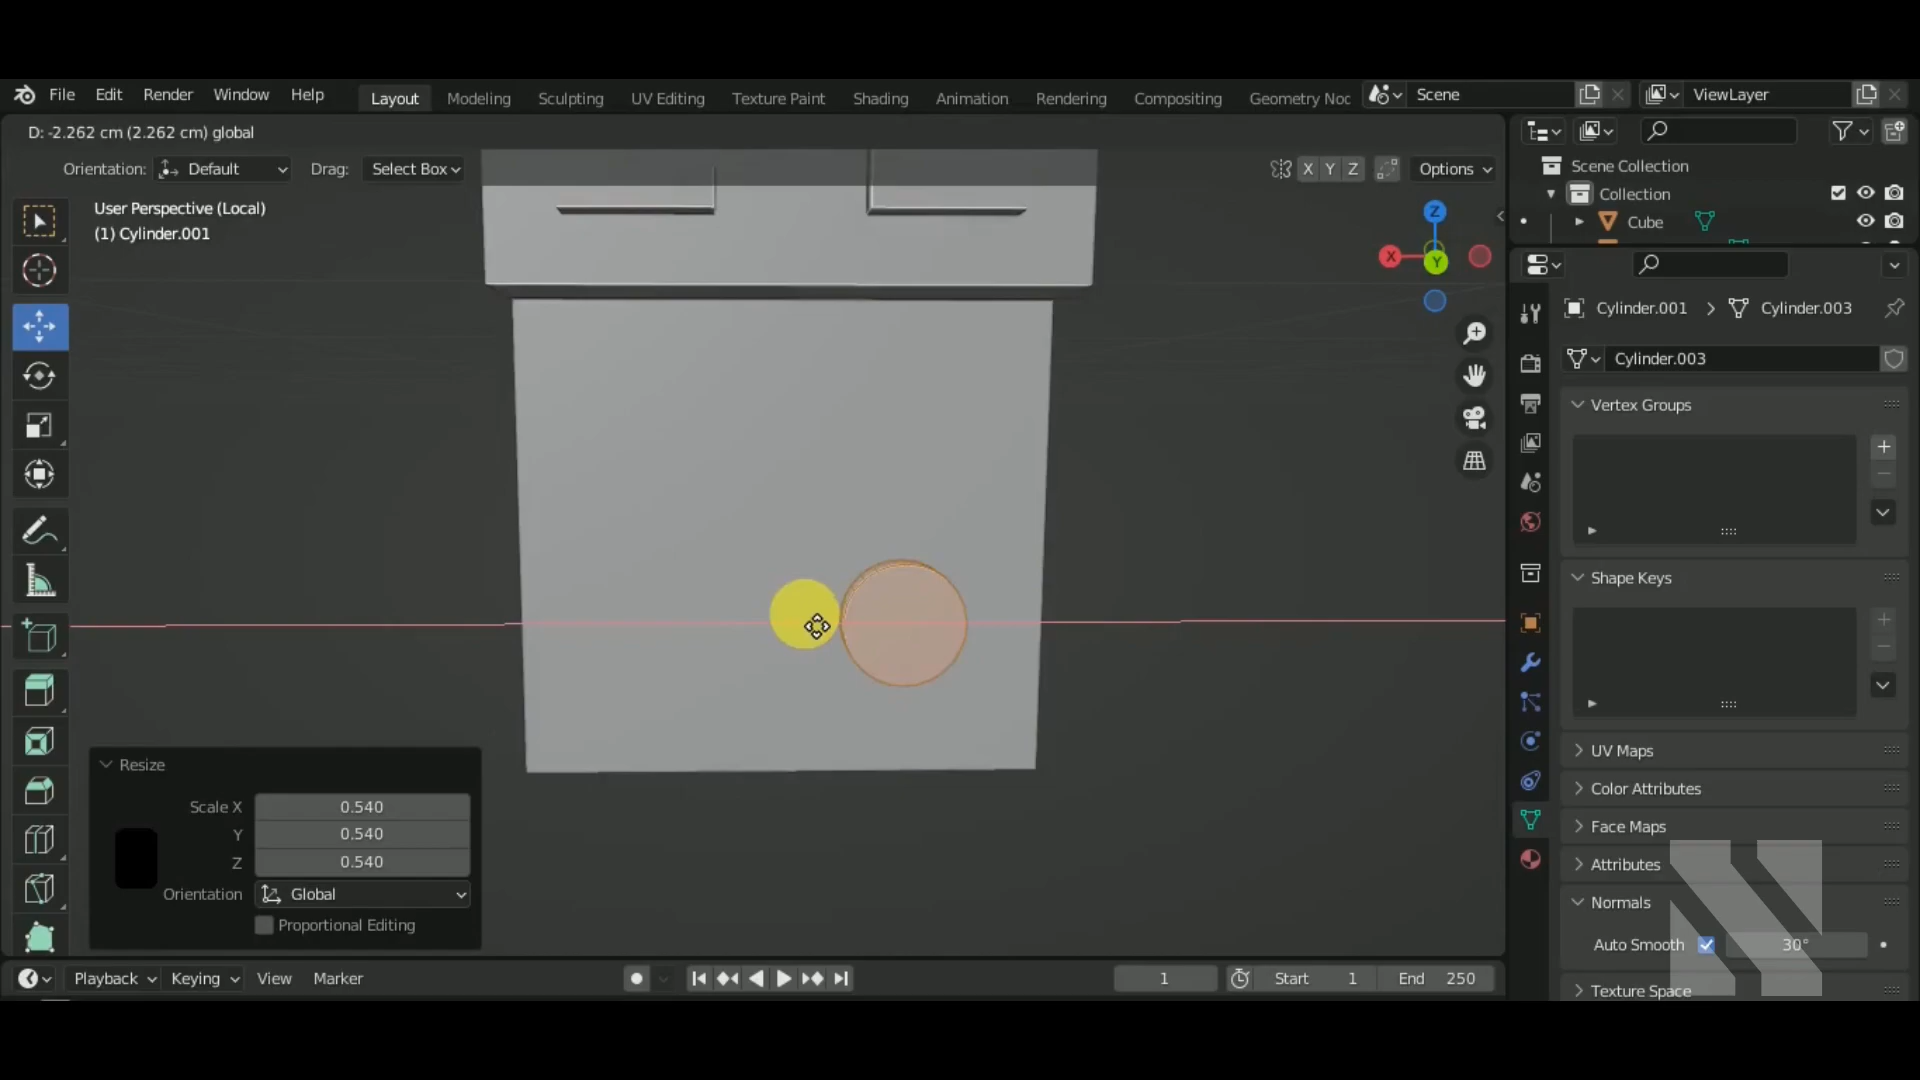 File Edit Render Window Help Layout Modeling Sculpting UV Editing Texture Paint Shading Animation Rendering Compositing Geometry Noc Scene ViewLayer
D: -2.262 cm (2.262 cm) global
Orientation: Default Drag: Select Box X Y Z Options
Scene Collection
Collection
Cube
User Perspective (Local)
(1) Cylinder.001
Z
X
Y
Cylinder.001 > Cylinder.003
Cylinder.003
Vertex Groups
Shape Keys
UV Maps
Color Attributes
Face Maps
Attributes
Normals
Auto Smooth 30°
Texture Space
Resize
Scale X 0.540
Y 0.540
Z 0.540
Orientation Global
Proportional Editing
Playback Keying View Marker 1 Start 1 End 250